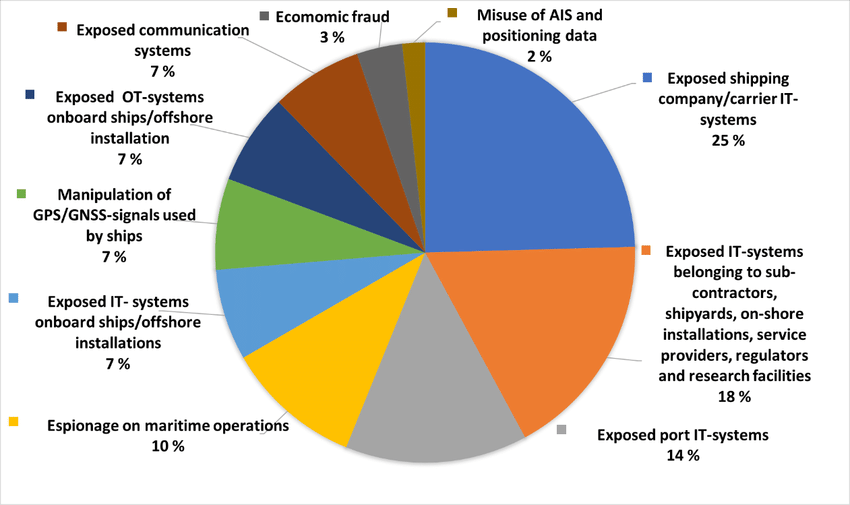 Misuse of AIS and
positioning data
2 %
Exposed shipping
company/carrier IT-
systems
25 %
Exposed IT-systems
belonging to sub-
contractors,
shipyards, on-shore
installations, service
providers, regulators
and research facilities
18 %
Exposed port IT-systems
14 %
Espionage on maritime operations
10 %
Exposed IT- systems
onboard ships/offshore
installations
7 %
Manipulation of
GPS/GNSS-signals used
by ships
7 %
Exposed  OT-systems
onboard ships/offshore
installation
7 %
Exposed communication
systems
7 %
Ecomomic fraud
3 %